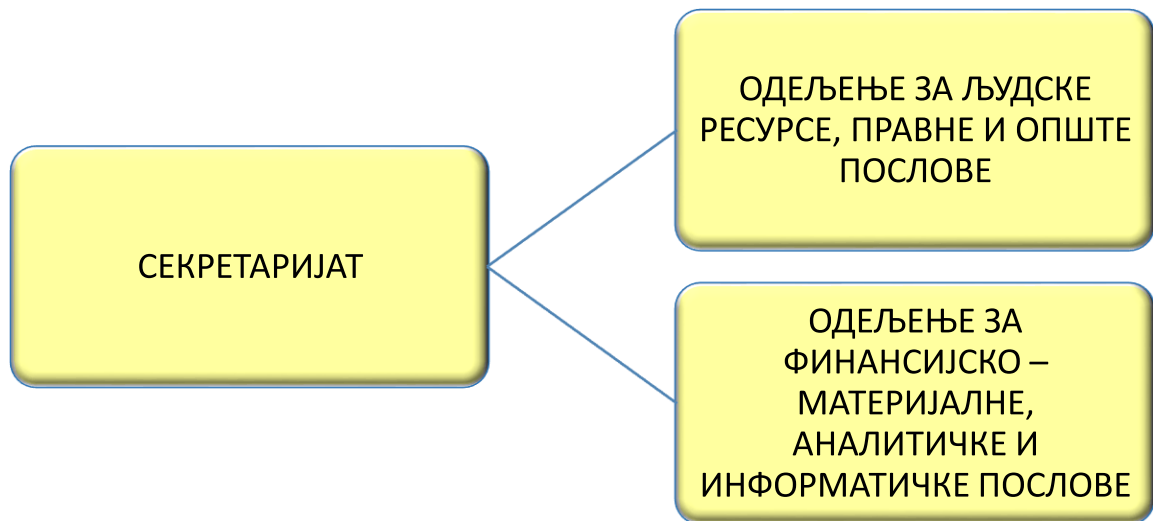 СЕКРЕТАРИЈАТ
ОДЕЉЕЊЕ ЗА ЉУДСКЕ
РЕСУРСЕ, ПРАВНЕ И ОПШТЕ
ПОСЛОВЕ
ОДЕЉЕЊЕ ЗА
ФИНАНСИЈСКО –
МАТЕРИЈАЛНЕ,
АНАЛИТИЧКЕ И
ИНФОРМАТИЧКЕ ПОСЛОВЕ